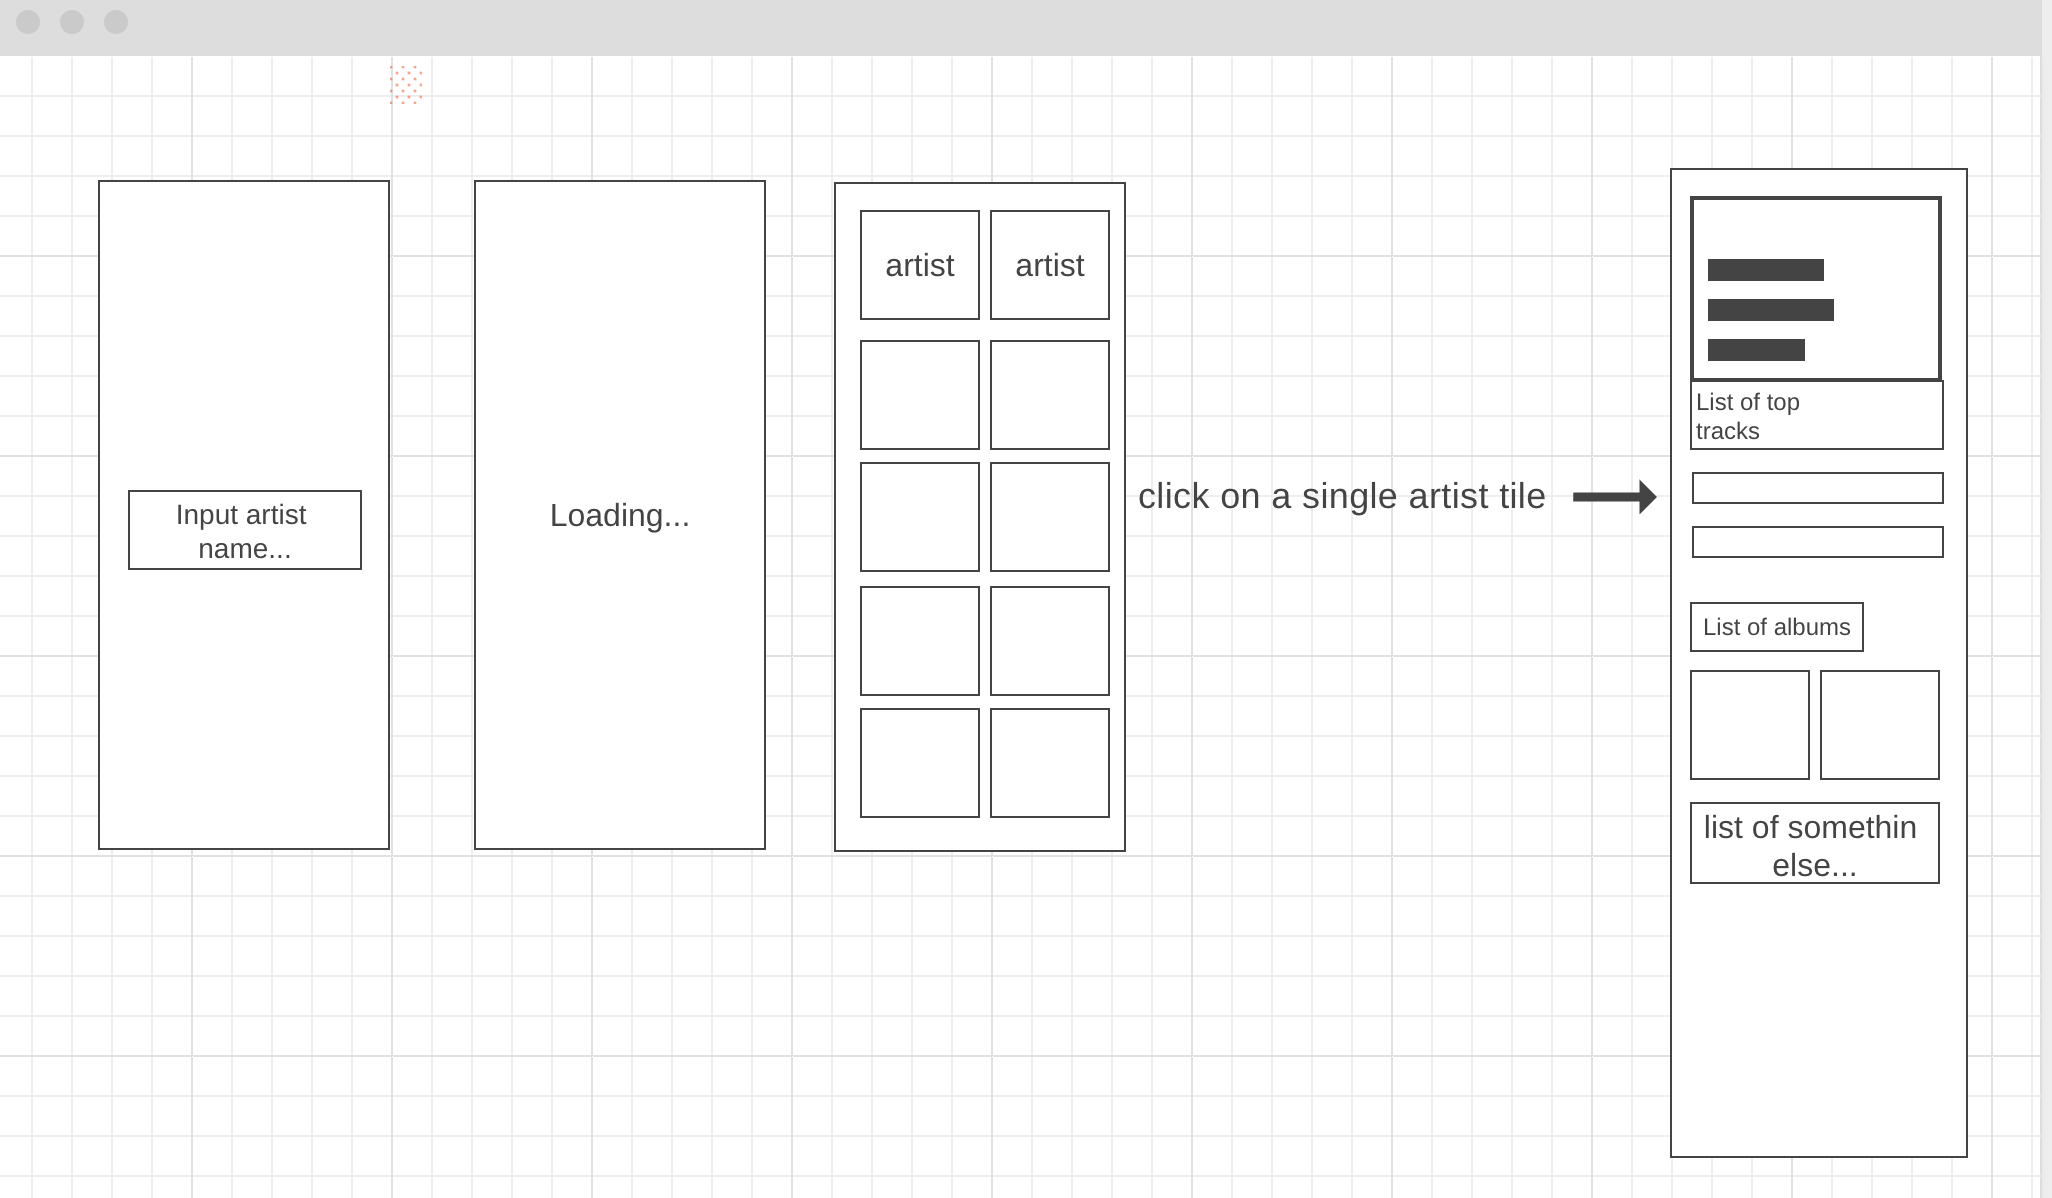 Input artist
name...
Loading...
artist
artist
click on a single artist tile
List of top
tracks
List of albums
list of somethin
else...